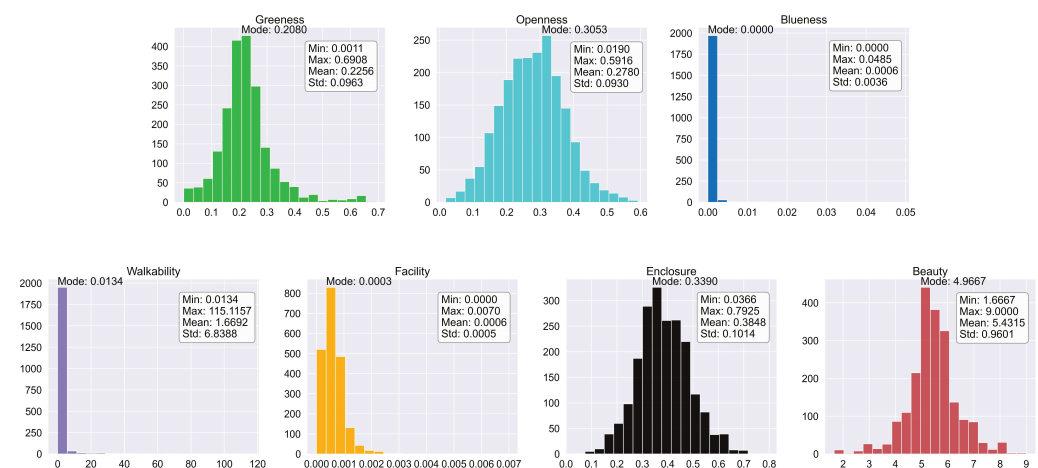 Greeness
Mode: 0.2080
Min: 0.0011
Max: 0.6908
Mean: 0.2256
Std: 0.0963
400
350
300
250
200
150
100
50
0
0.0 0.1 0.2 0.3 0.4 0.5 0.6 0.7
Openness
Mode: 0.3053
Min: 0.0190
Max: 0.5916
Mean: 0.2780
Std: 0.0930
250
200
150
100
50
0
0.0 0.1 0.2 0.3 0.4 0.5 0.6
Blueness
Mode: 0.0000
Min: 0.0000
Max: 0.0485
Mean: 0.0006
Std: 0.0036
2000
1750
1500
1250
1000
750
500
250
0
0.00 0.01 0.02 0.03 0.04 0.05
Walkability
Mode: 0.0134
Min: 0.0134
Max: 115.1157
Mean: 1.6692
Std: 6.8388
2000
1750
1500
1250
1000
750
500
250
0
0 20 40 60 80 100 120
Facility
Mode: 0.0003
Min: 0.0000
Max: 0.0070
Mean: 0.0006
Std: 0.0005
800
700
600
500
400
300
200
100
0
0.000 0.001 0.002 0.003 0.004 0.005 0.006 0.007
Enclosure
Mode: 0.3390
Min: 0.0366
Max: 0.7925
Mean: 0.3848
Std: 0.1014
300
250
200
150
100
50
0
0.0 0.1 0.2 0.3 0.4 0.5 0.6 0.7 0.8
Beauty
Mode: 4.9667
Min: 1.6667
Max: 9.0000
Mean: 5.4315
Std: 0.9601
400
300
200
100
0
2 3 4 5 6 7 8 9